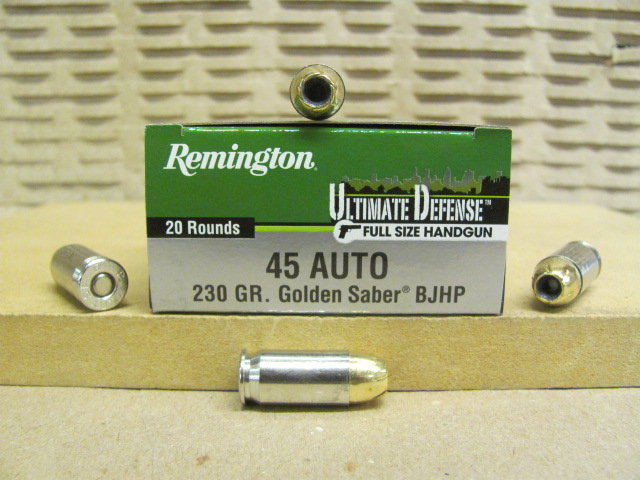 Remington.
ULTIMATE DEFENSE™
20 Rounds
FULL SIZE HANDGUN
45 AUTO
230 GR. Golden Saber® BJHP